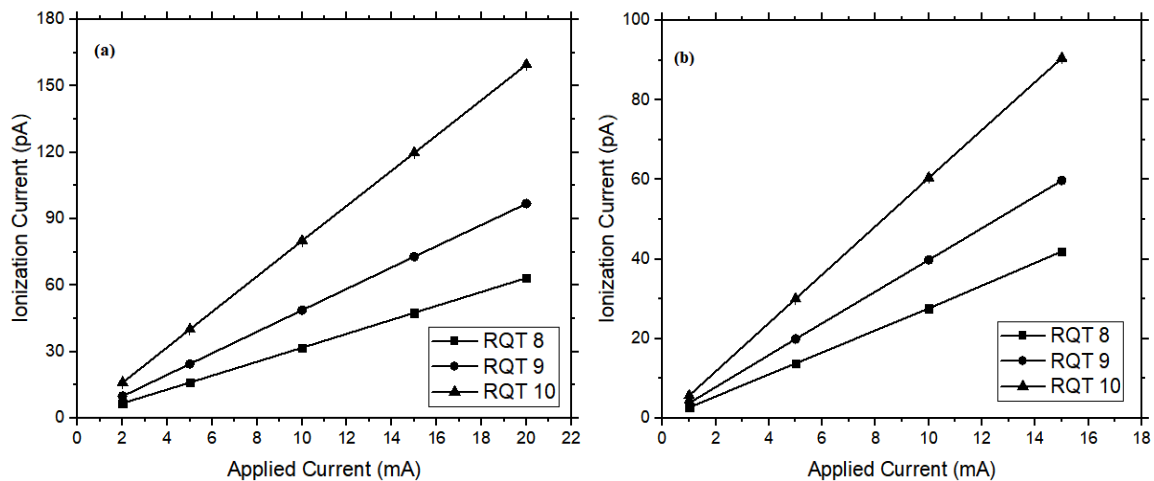 (a)
180
150
120
90
60
30
0
0 2 4 6 8 10 12 14 16 18 20 22
Ionization Current (pA)
Applied Current (mA)
RQT 8
RQT 9
RQT 10
(b)
100
80
60
40
20
0
0 2 4 6 8 10 12 14 16 18
Ionization Current (pA)
Applied Current (mA)
RQT 8
RQT 9
RQT 10